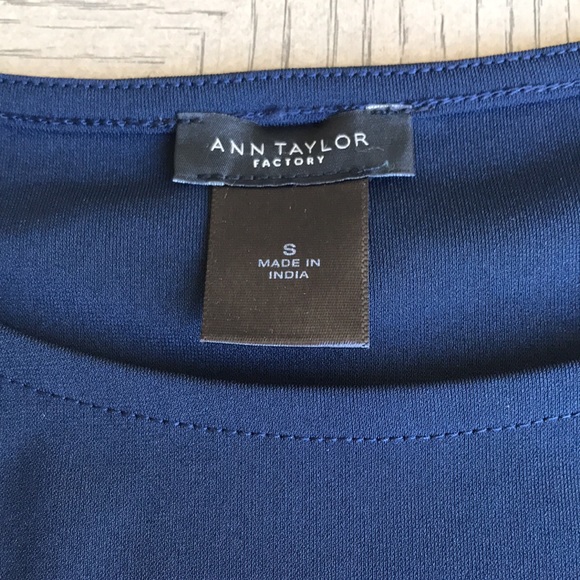 ANN TAYLOR
FACTORY
S
MADE IN
INDIA